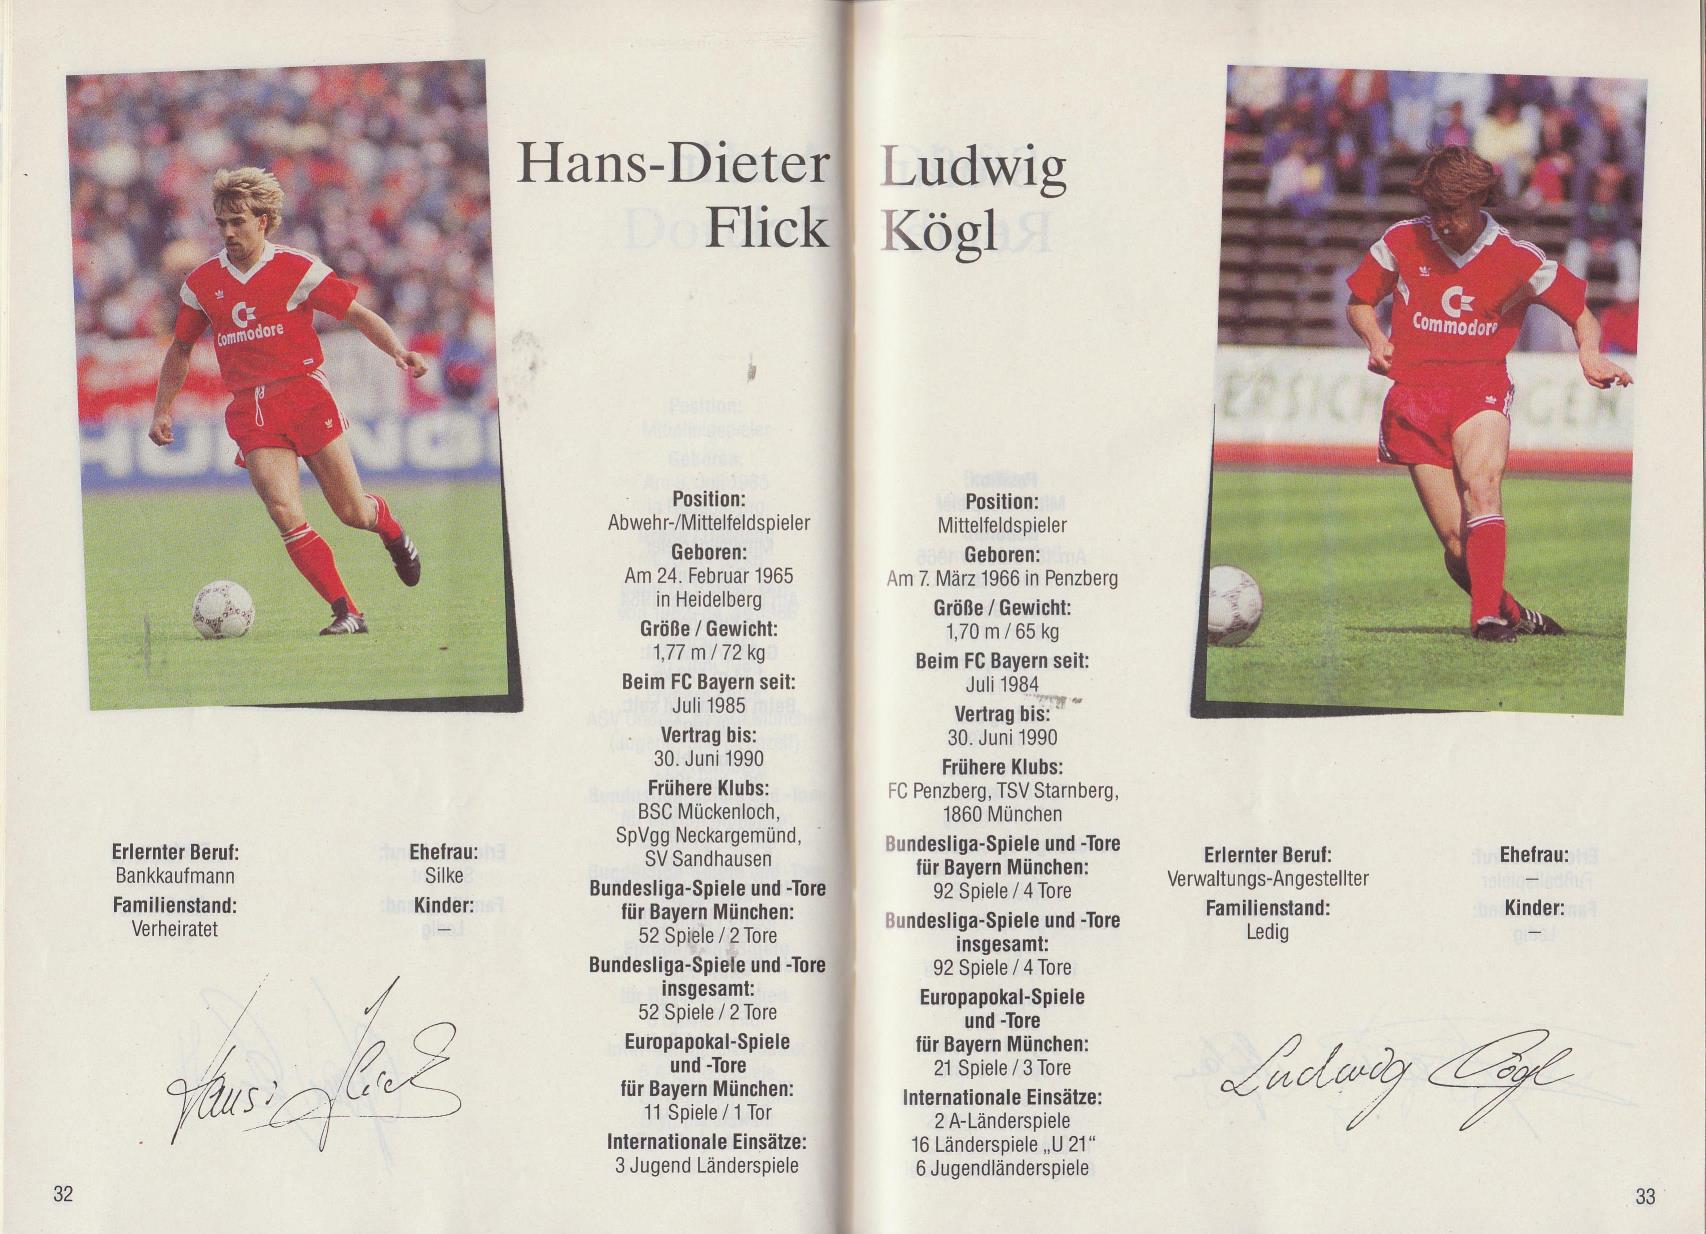 Hans-Dieter
Flick
Commodore
Position:
Abwehr-/Mittelfeldspieler
Geboren:
Am 24. Februar 1965
in Heidelberg
Größe / Gewicht:
1,77 m / 72 kg
Beim FC Bayern seit:
Juli 1985
Vertrag bis:
30. Juni 1990
Frühere Klubs:
BSC Mückenloch,
SpVgg Neckargemünd,
SV Sandhausen
Bundesliga-Spiele und -Tore
für Bayern München:
52 Spiele / 2 Tore
Bundesliga-Spiele und -Tore
insgesamt:
52 Spiele / 2 Tore
Europapokal-Spiele
und -Tore
für Bayern München:
11 Spiele / 1 Tor
Internationale Einsätze:
3 Jugend Länderspiele
Erlernter Beruf:
Bankkaufmann
Familienstand:
Verheiratet
Ehefrau:
Silke
Kinder:
—
Hansi Flick
32
Ludwig
Kögl
Commodore
Position:
Mittelfeldspieler
Geboren:
Am 7. März 1966 in Penzberg
Größe / Gewicht:
1,70 m / 65 kg
Beim FC Bayern seit:
Juli 1984
Vertrag bis:
30. Juni 1990
Frühere Klubs:
FC Penzberg, TSV Starnberg,
1860 München
Bundesliga-Spiele und -Tore
für Bayern München:
92 Spiele / 4 Tore
Bundesliga-Spiele und -Tore
insgesamt:
92 Spiele / 4 Tore
Europapokal-Spiele
und -Tore
für Bayern München:
21 Spiele / 3 Tore
Internationale Einsätze:
2 A-Länderspiele
16 Länderspiele „U 21“
6 Jugendländerspiele
Erlernter Beruf:
Verwaltungs-Angestellter
Familienstand:
Ledig
Ehefrau:
—
Kinder:
—
Ludwig Kögl
33